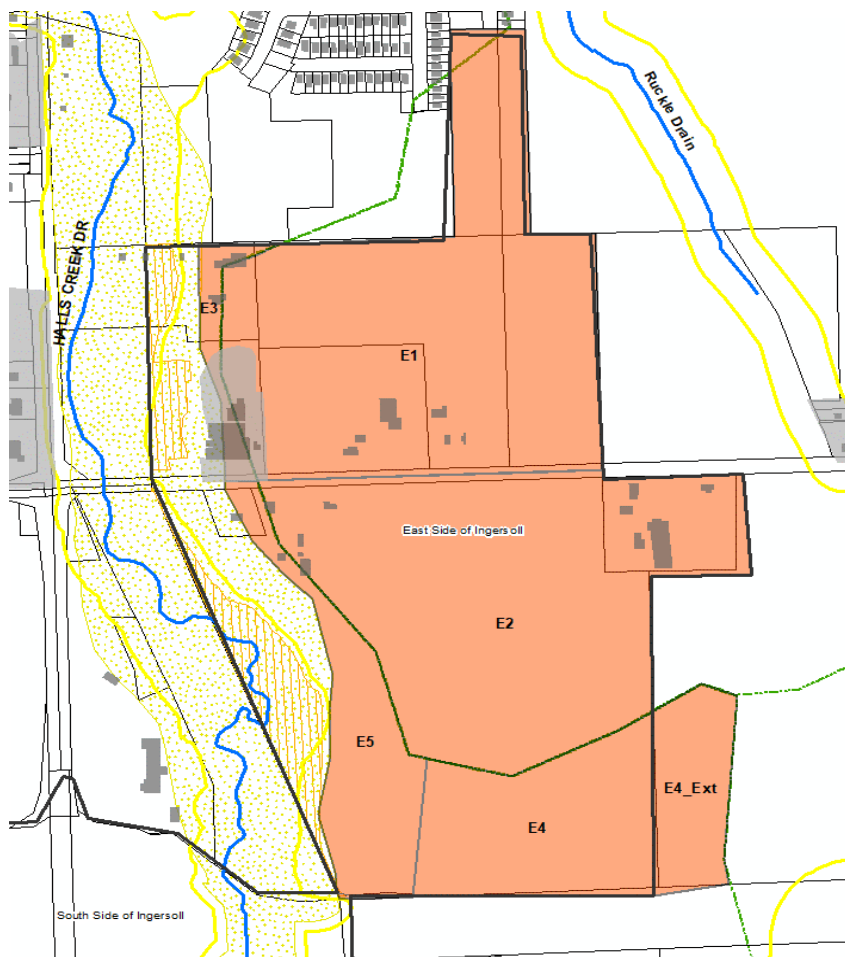 Ruckle Drain
HALLS CREEK DR
E3
E1
East Side of Ingersoll
E2
E5
E4_Ext
E4
South Side of Ingersoll